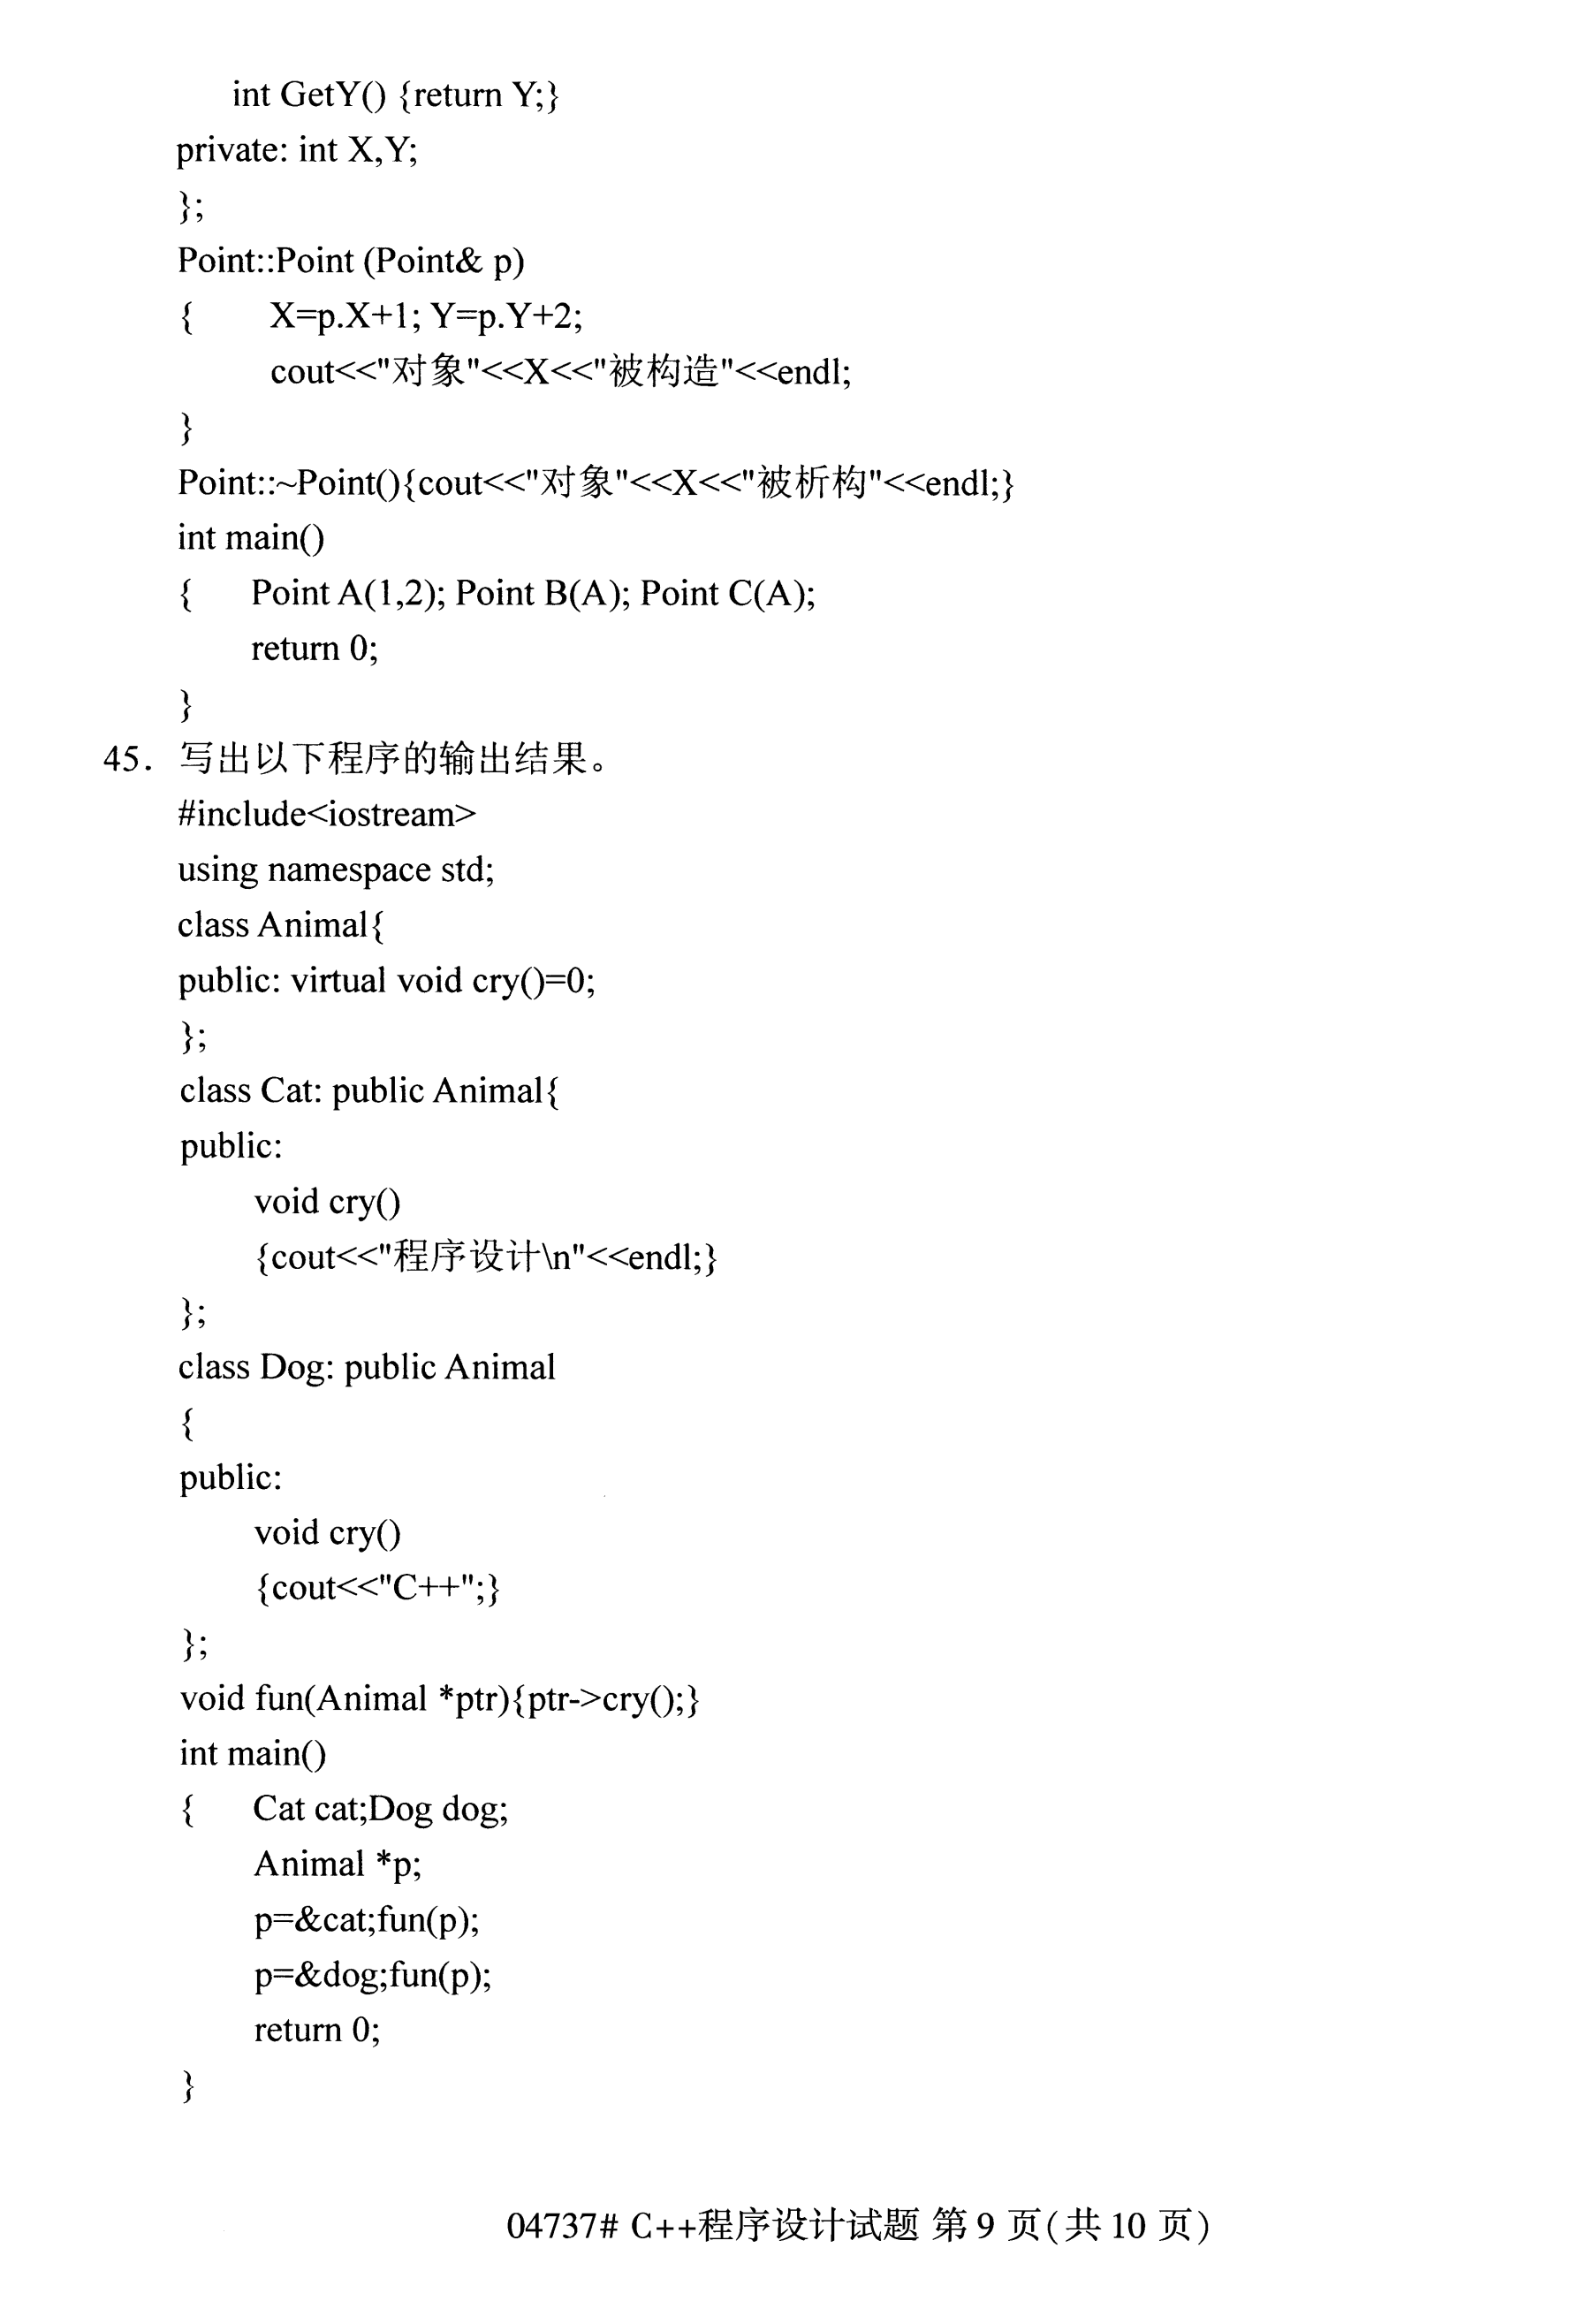 int GetY() {return Y;}
private: int X,Y;
};
Point::Point (Point& p)
{ X=p.X+1; Y=p.Y+2;
cout<<"对象"<<X<<"被构造"<<endl;
}
Point::~Point(){cout<<"对象"<<X<<"被析构"<<endl;}
int main()
{ Point A(1,2); Point B(A); Point C(A);
return 0;
}
45. 写出以下程序的输出结果。
#include<iostream>
using namespace std;
class Animal{
public: virtual void cry()=0;
};
class Cat: public Animal{
public:
void cry()
{cout<<"程序设计\n"<<endl;}
};
class Dog: public Animal
{
public:
void cry()
{cout<<"C++";}
};
void fun(Animal *ptr){ptr->cry();}
int main()
{ Cat cat;Dog dog;
Animal *p;
p=&cat;fun(p);
p=&dog;fun(p);
return 0;
}
04737# C++程序设计试题 第 9 页(共 10 页)